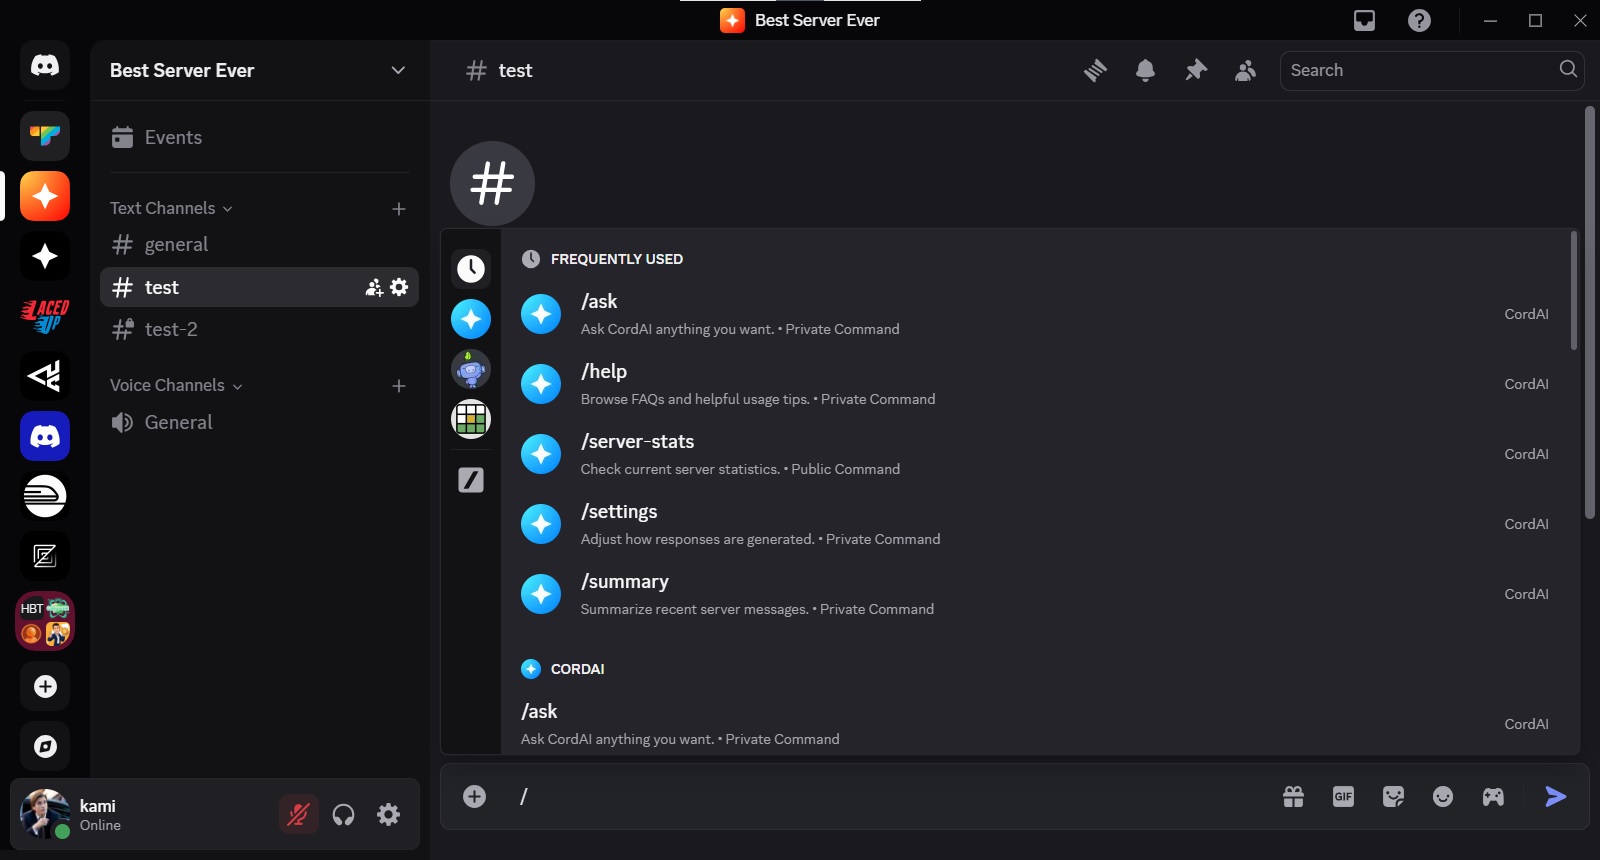 Best Server Ever
Best Server Ever
Events
Text Channels
general
test
test-2
Voice Channels
General
LACED UP
HBT
kami
Online
test
Search
FREQUENTLY USED
/ask
Ask CordAI anything you want. • Private Command
CordAI
/help
Browse FAQs and helpful usage tips. • Private Command
CordAI
/server-stats
Check current server statistics. • Public Command
CordAI
/settings
Adjust how responses are generated. • Private Command
CordAI
/summary
Summarize recent server messages. • Private Command
CordAI
CORDAI
/ask
Ask CordAI anything you want. • Private Command
CordAI
/
GIF